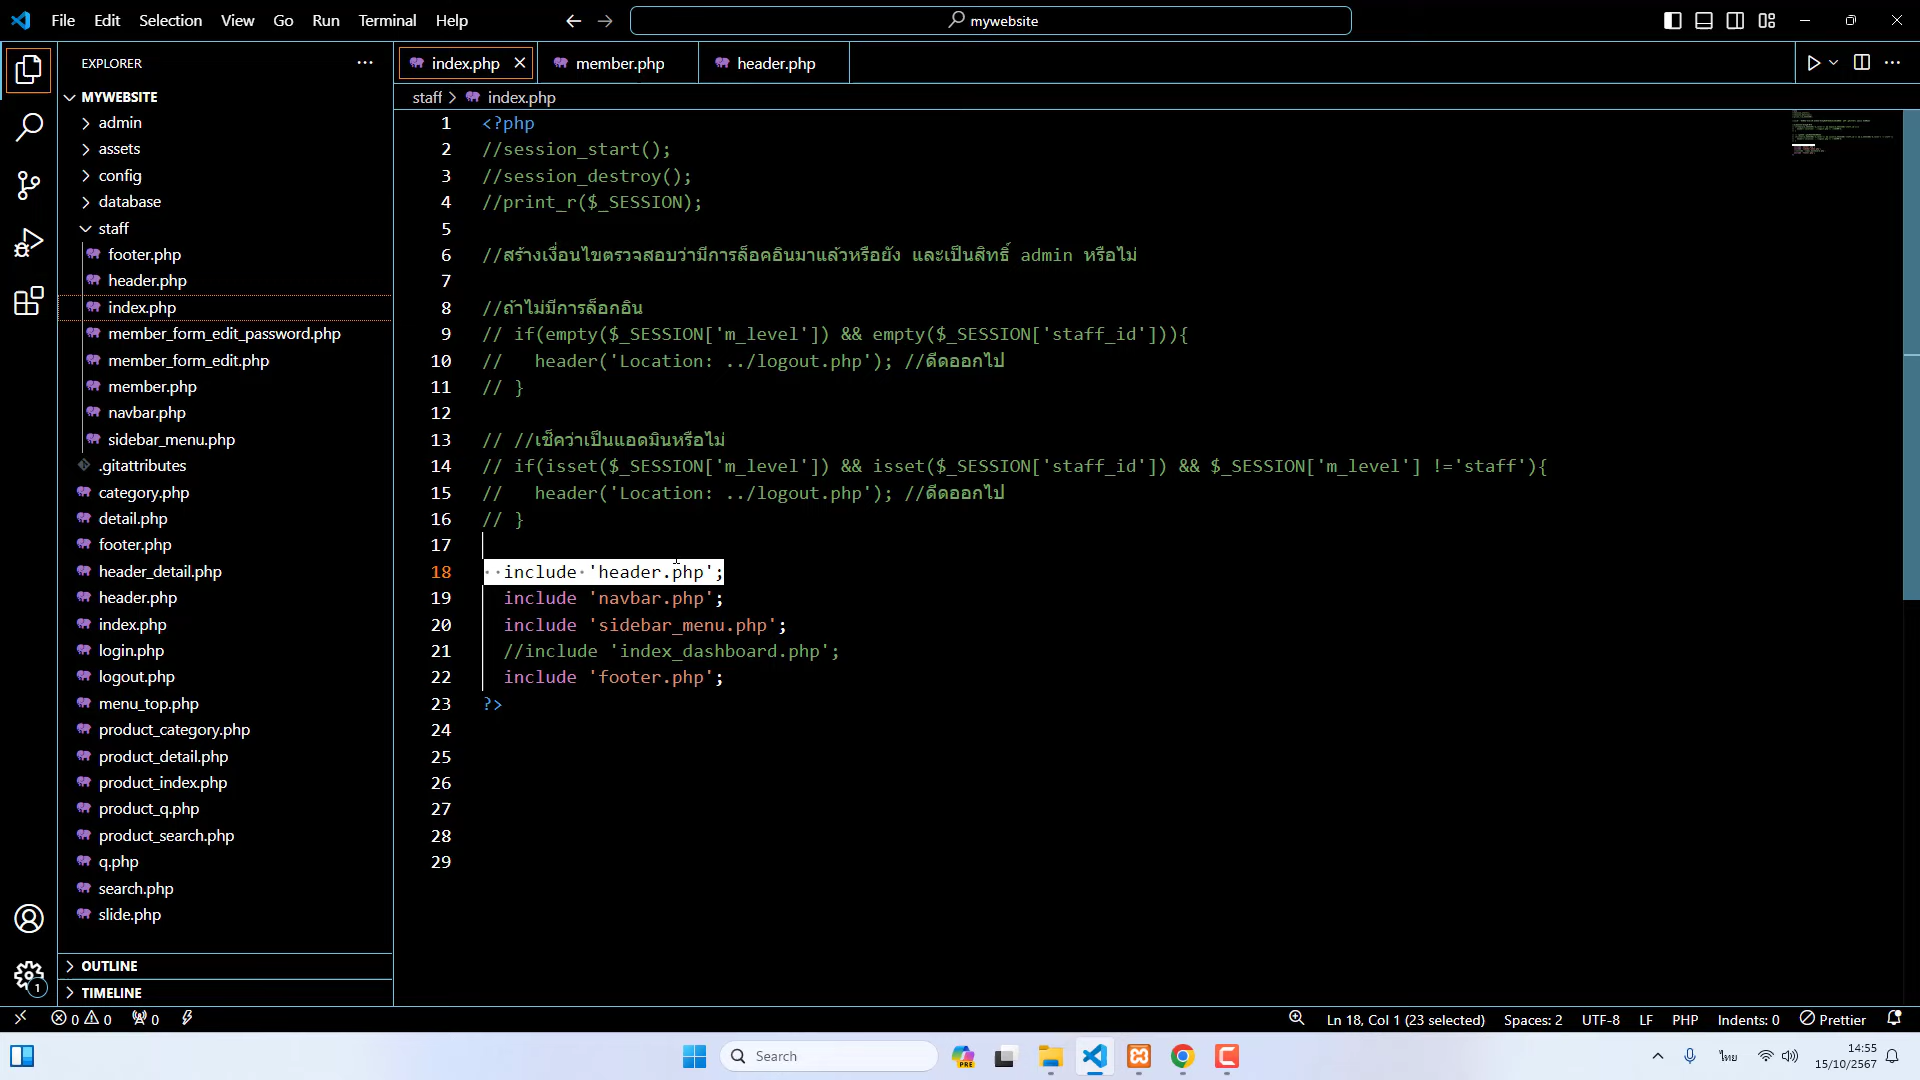 File Edit Selection View Go Run Terminal Help
mywebsite
EXPLORER
MYWEBSITE
admin
assets
config
database
staff
footer.php
header.php
index.php
member_form_edit_password.php
member_form_edit.php
member.php
navbar.php
sidebar_menu.php
.gitattributes
category.php
detail.php
footer.php
header_detail.php
header.php
index.php
login.php
logout.php
menu_top.php
product_category.php
product_detail.php
product_index.php
product_q.php
product_search.php
q.php
search.php
slide.php
OUTLINE
TIMELINE
index.php member.php header.php
staff > index.php
1 <?php
2 //session_start();
3 //session_destroy();
4 //print_r($_SESSION);
5
6 //สร้างเงื่อนไขตรวจสอบว่ามีการล็อคอินมาแล้วหรือยัง และเป็นสิทธิ์ admin หรือไม่
7
8 //ถ้าไม่มีการล็อกอิน
9 // if(empty($_SESSION['m_level']) && empty($_SESSION['staff_id'])){
10 //   header('Location: ../logout.php'); //ดีดออกไป
11 // }
12
13 // //เช็คว่าเป็นแอดมินหรือไม่
14 // if(isset($_SESSION['m_level']) && isset($_SESSION['staff_id']) && $_SESSION['m_level'] !='staff'){
15 //   header('Location: ../logout.php'); //ดีดออกไป
16 // }
17
18   include 'header.php';
19   include 'navbar.php';
20   include 'sidebar_menu.php';
21   //include 'index_dashboard.php';
22   include 'footer.php';
23 ?>
24
25
26
27
28
29
1
0 0 0 Ln 18, Col 1 (23 selected) Spaces: 2 UTF-8 LF PHP Indents: 0 Prettier
Search
PRE
ไทย
14:55
15/10/2567